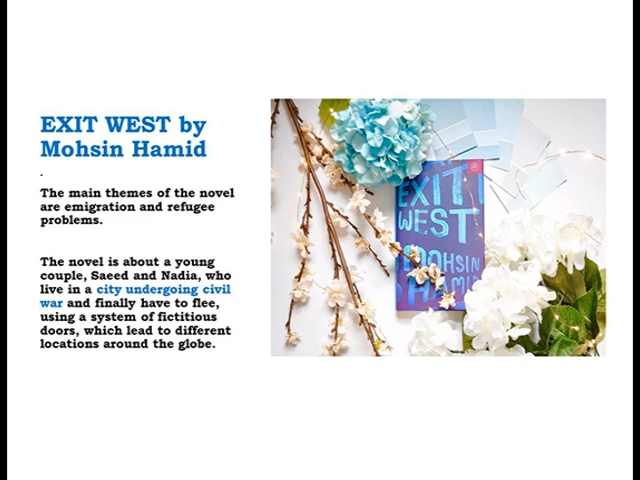 EXIT WEST by
Mohsin Hamid
.
The main themes of the novel
are emigration and refugee
problems.
The novel is about a young
couple, Saeed and Nadia, who
live in a city undergoing civil
war and finally have to flee,
using a system of fictitious
doors, which lead to different
locations around the globe.
EXIT
WEST
MOHSIN
HAMI